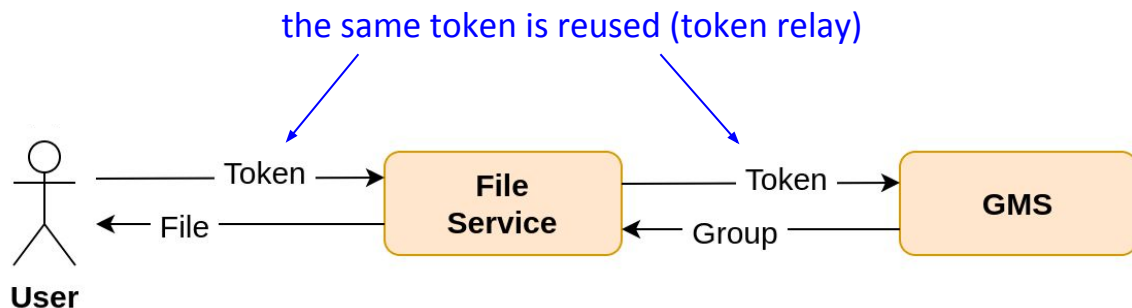 the same token is reused (token relay)
Token
File
Service
Token
GMS
File
Group
User